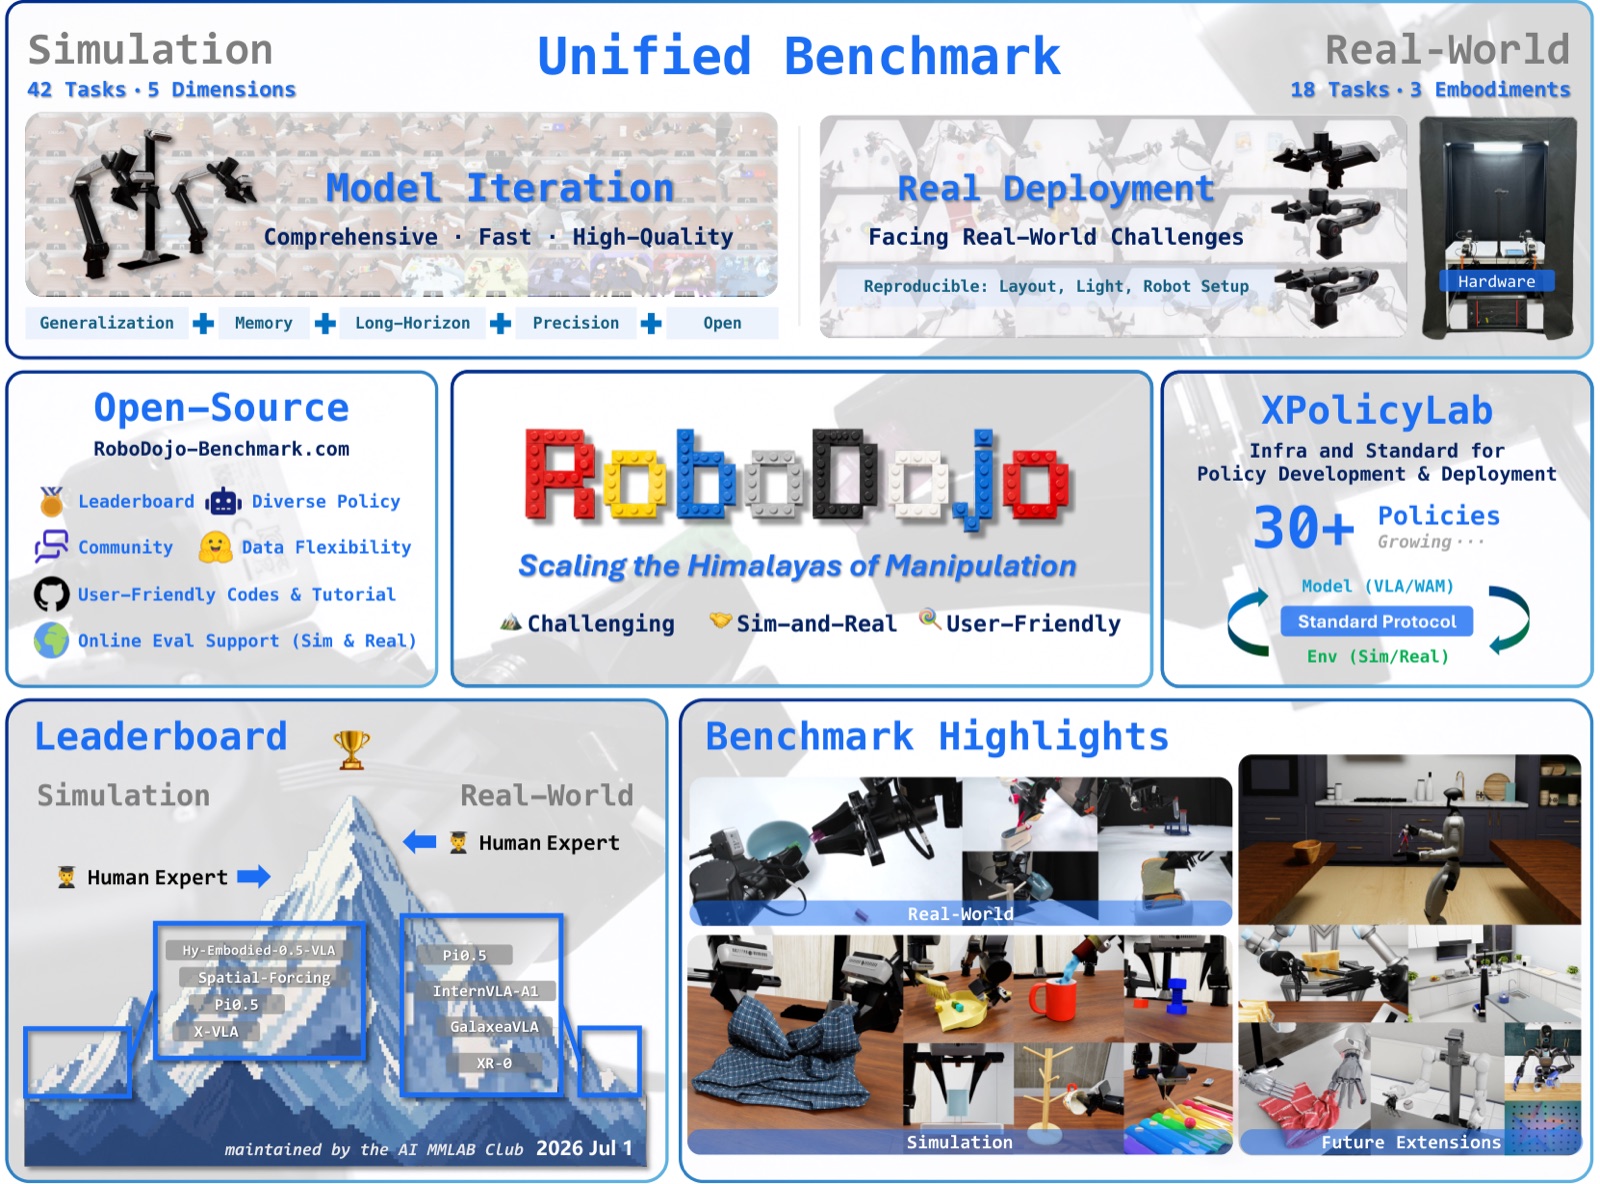 Simulation
42 Tasks · 5 Dimensions
Unified Benchmark
Real-World
18 Tasks · 3 Embodiments
Model Iteration
Comprehensive · Fast · High-Quality
Generalization + Memory + Long-Horizon + Precision + Open
Real Deployment
Facing Real-World Challenges
Reproducible: Layout, Light, Robot Setup
Hardware
Open-Source
RoboDojo-Benchmark.com
Leaderboard Diverse Policy
Community Data Flexibility
User-Friendly Codes & Tutorial
Online Eval Support (Sim & Real)
RoboDojo
Scaling the Himalayas of Manipulation
Challenging Sim-and-Real User-Friendly
XPolicyLab
Infra and Standard for
Policy Development & Deployment
30+ Policies
Growing···
Model (VLA/WAM)
Standard Protocol
Env (Sim/Real)
Leaderboard
Simulation
Real-World
Human Expert
Human Expert
Hy-Embodied-0.5-VLA
Spatial-Forcing
Pi0.5
X-VLA
Pi0.5
InternVLA-A1
GalaxeaVLA
XR-0
maintained by the AI MMLAB Club 2026 Jul 1
Benchmark Highlights
Real-World
Simulation
Future Extensions